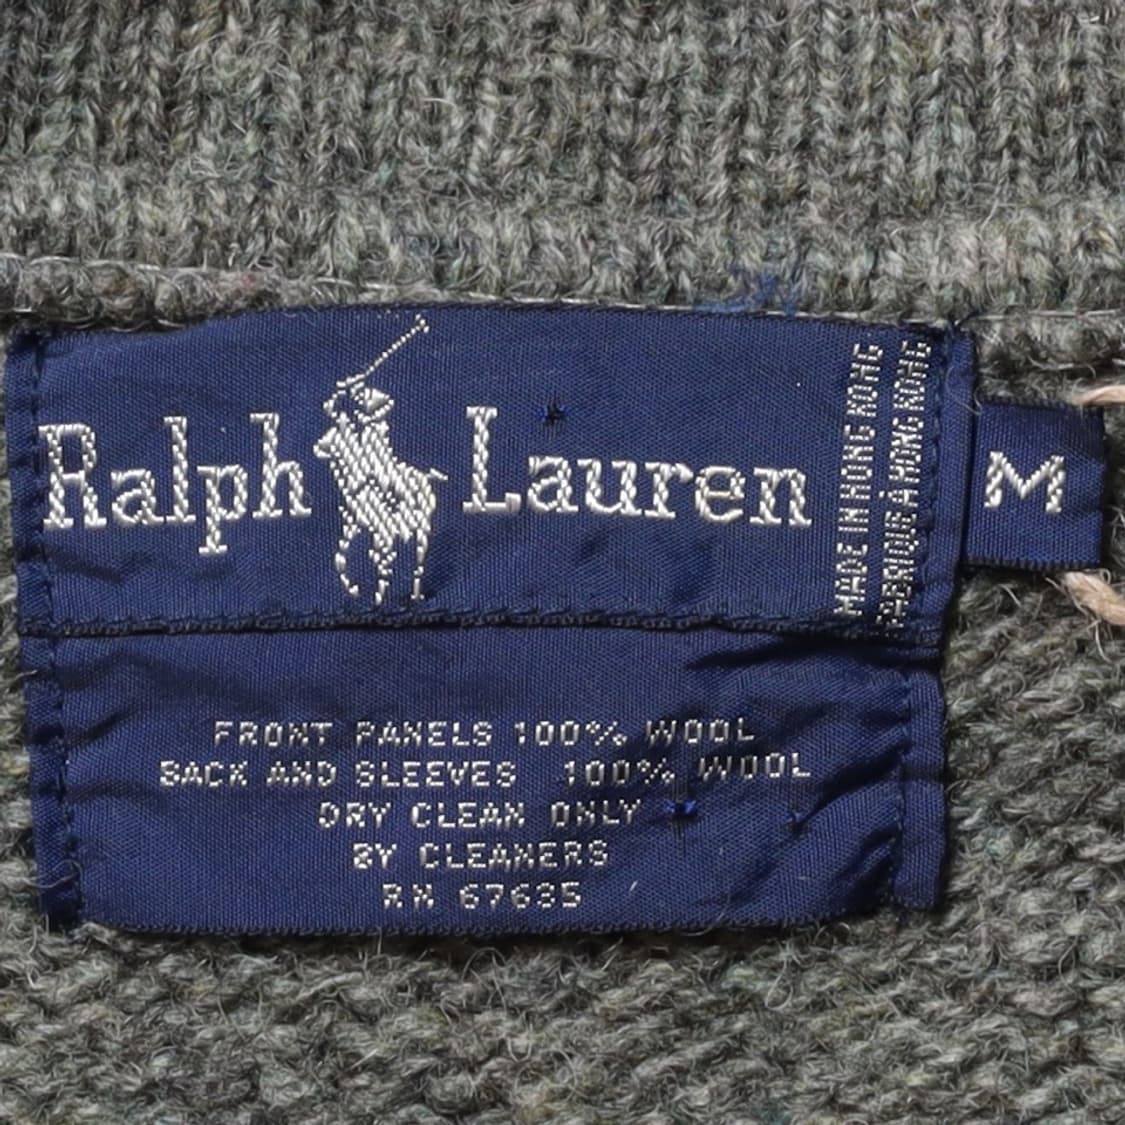 Ralph Lauren
MADE IN HONG KONG
FABRIQUÉ À HONG KONG
M
FRONT PANELS 100% WOOL
BACK AND SLEEVES 100% WOOL
DRY CLEAN ONLY
BY CLEANERS
RN 67685